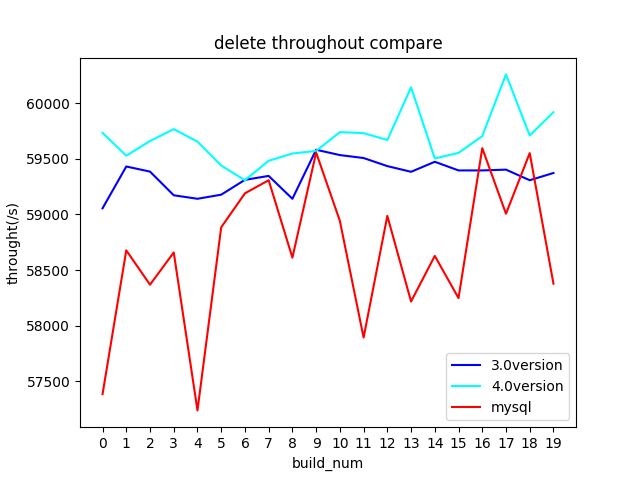 delete throughout compare
throught(/s)
60000
59500
59000
58500
58000
57500
0 1 2 3 4 5 6 7 8 9 10 11 12 13 14 15 16 17 18 19
build_num
3.0version
4.0version
mysql